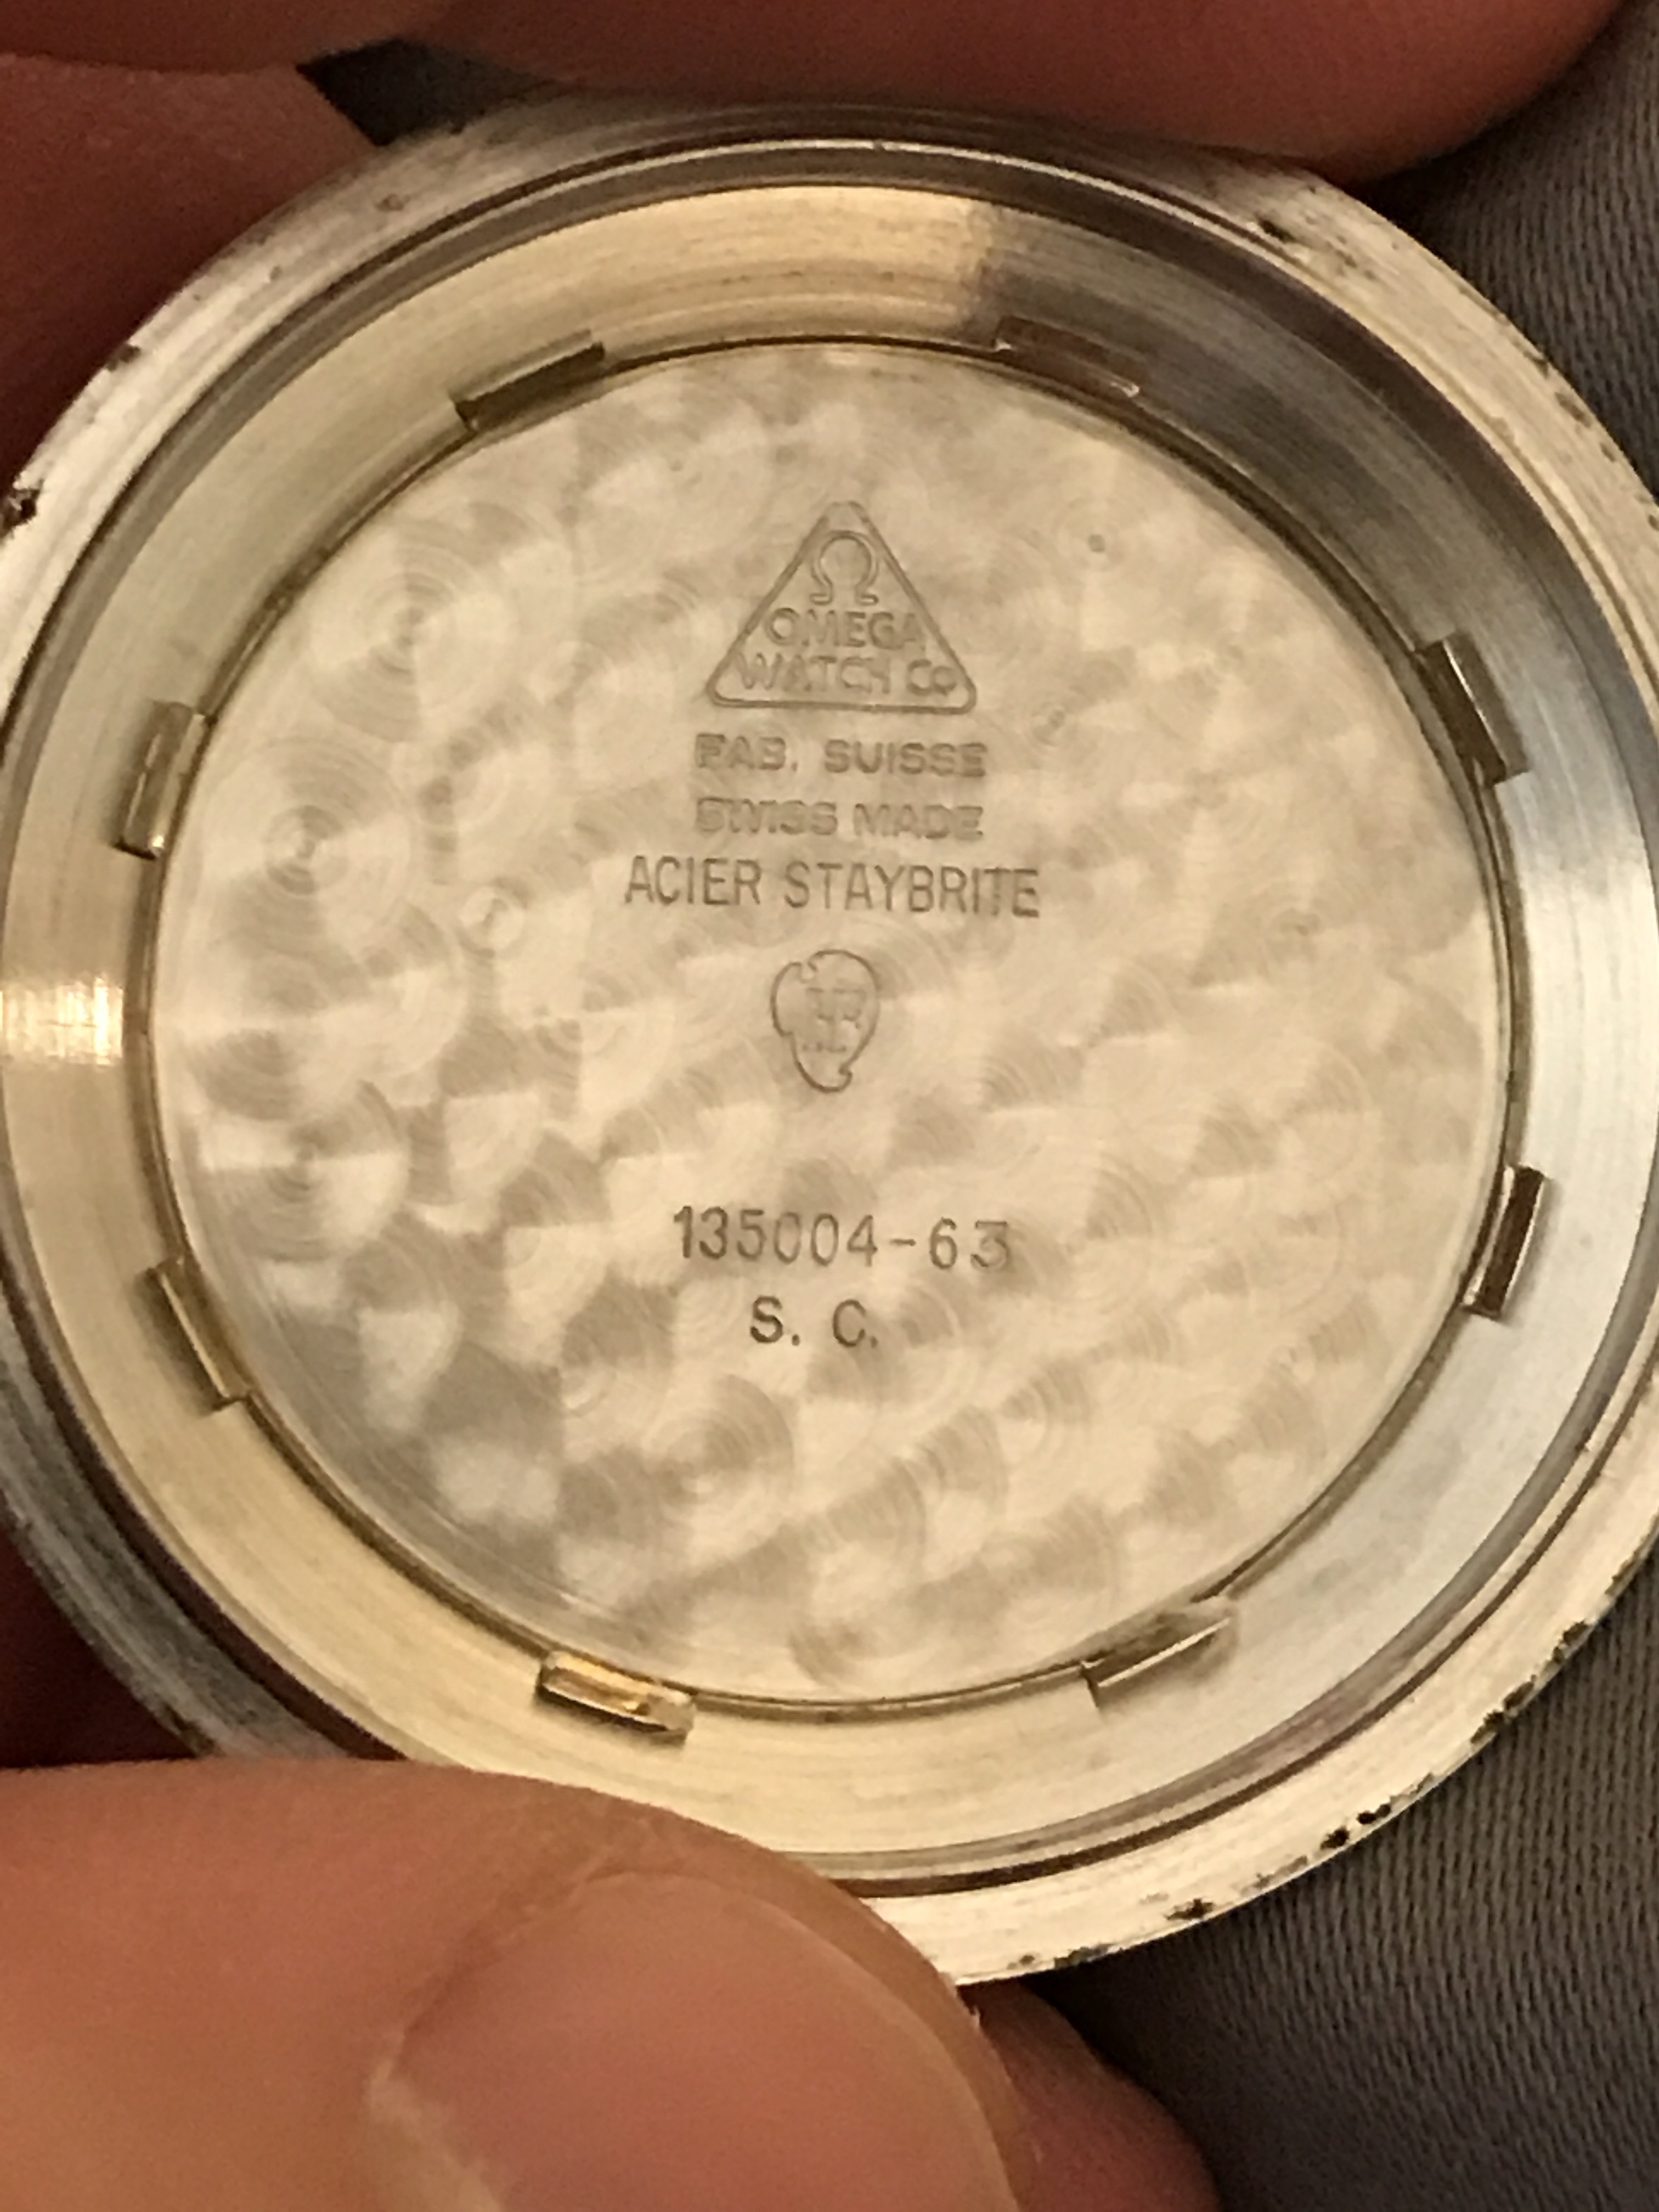 Ω
OMEGA
WATCH Co
FAB. SUISSE
SWISS MADE
ACIER STAYBRITE
135004-63
S. C.